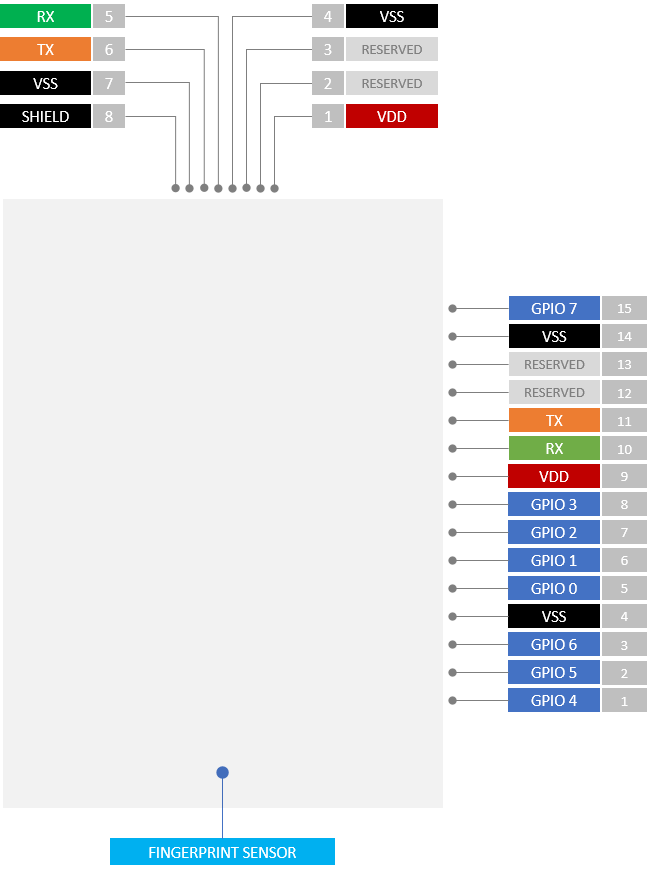 RX 5 4 VSS
TX 6 3 RESERVED
VSS 7 2 RESERVED
SHIELD 8 1 VDD
GPIO 7 15
VSS 14
RESERVED 13
RESERVED 12
TX 11
RX 10
VDD 9
GPIO 3 8
GPIO 2 7
GPIO 1 6
GPIO 0 5
VSS 4
GPIO 6 3
GPIO 5 2
GPIO 4 1
FINGERPRINT SENSOR